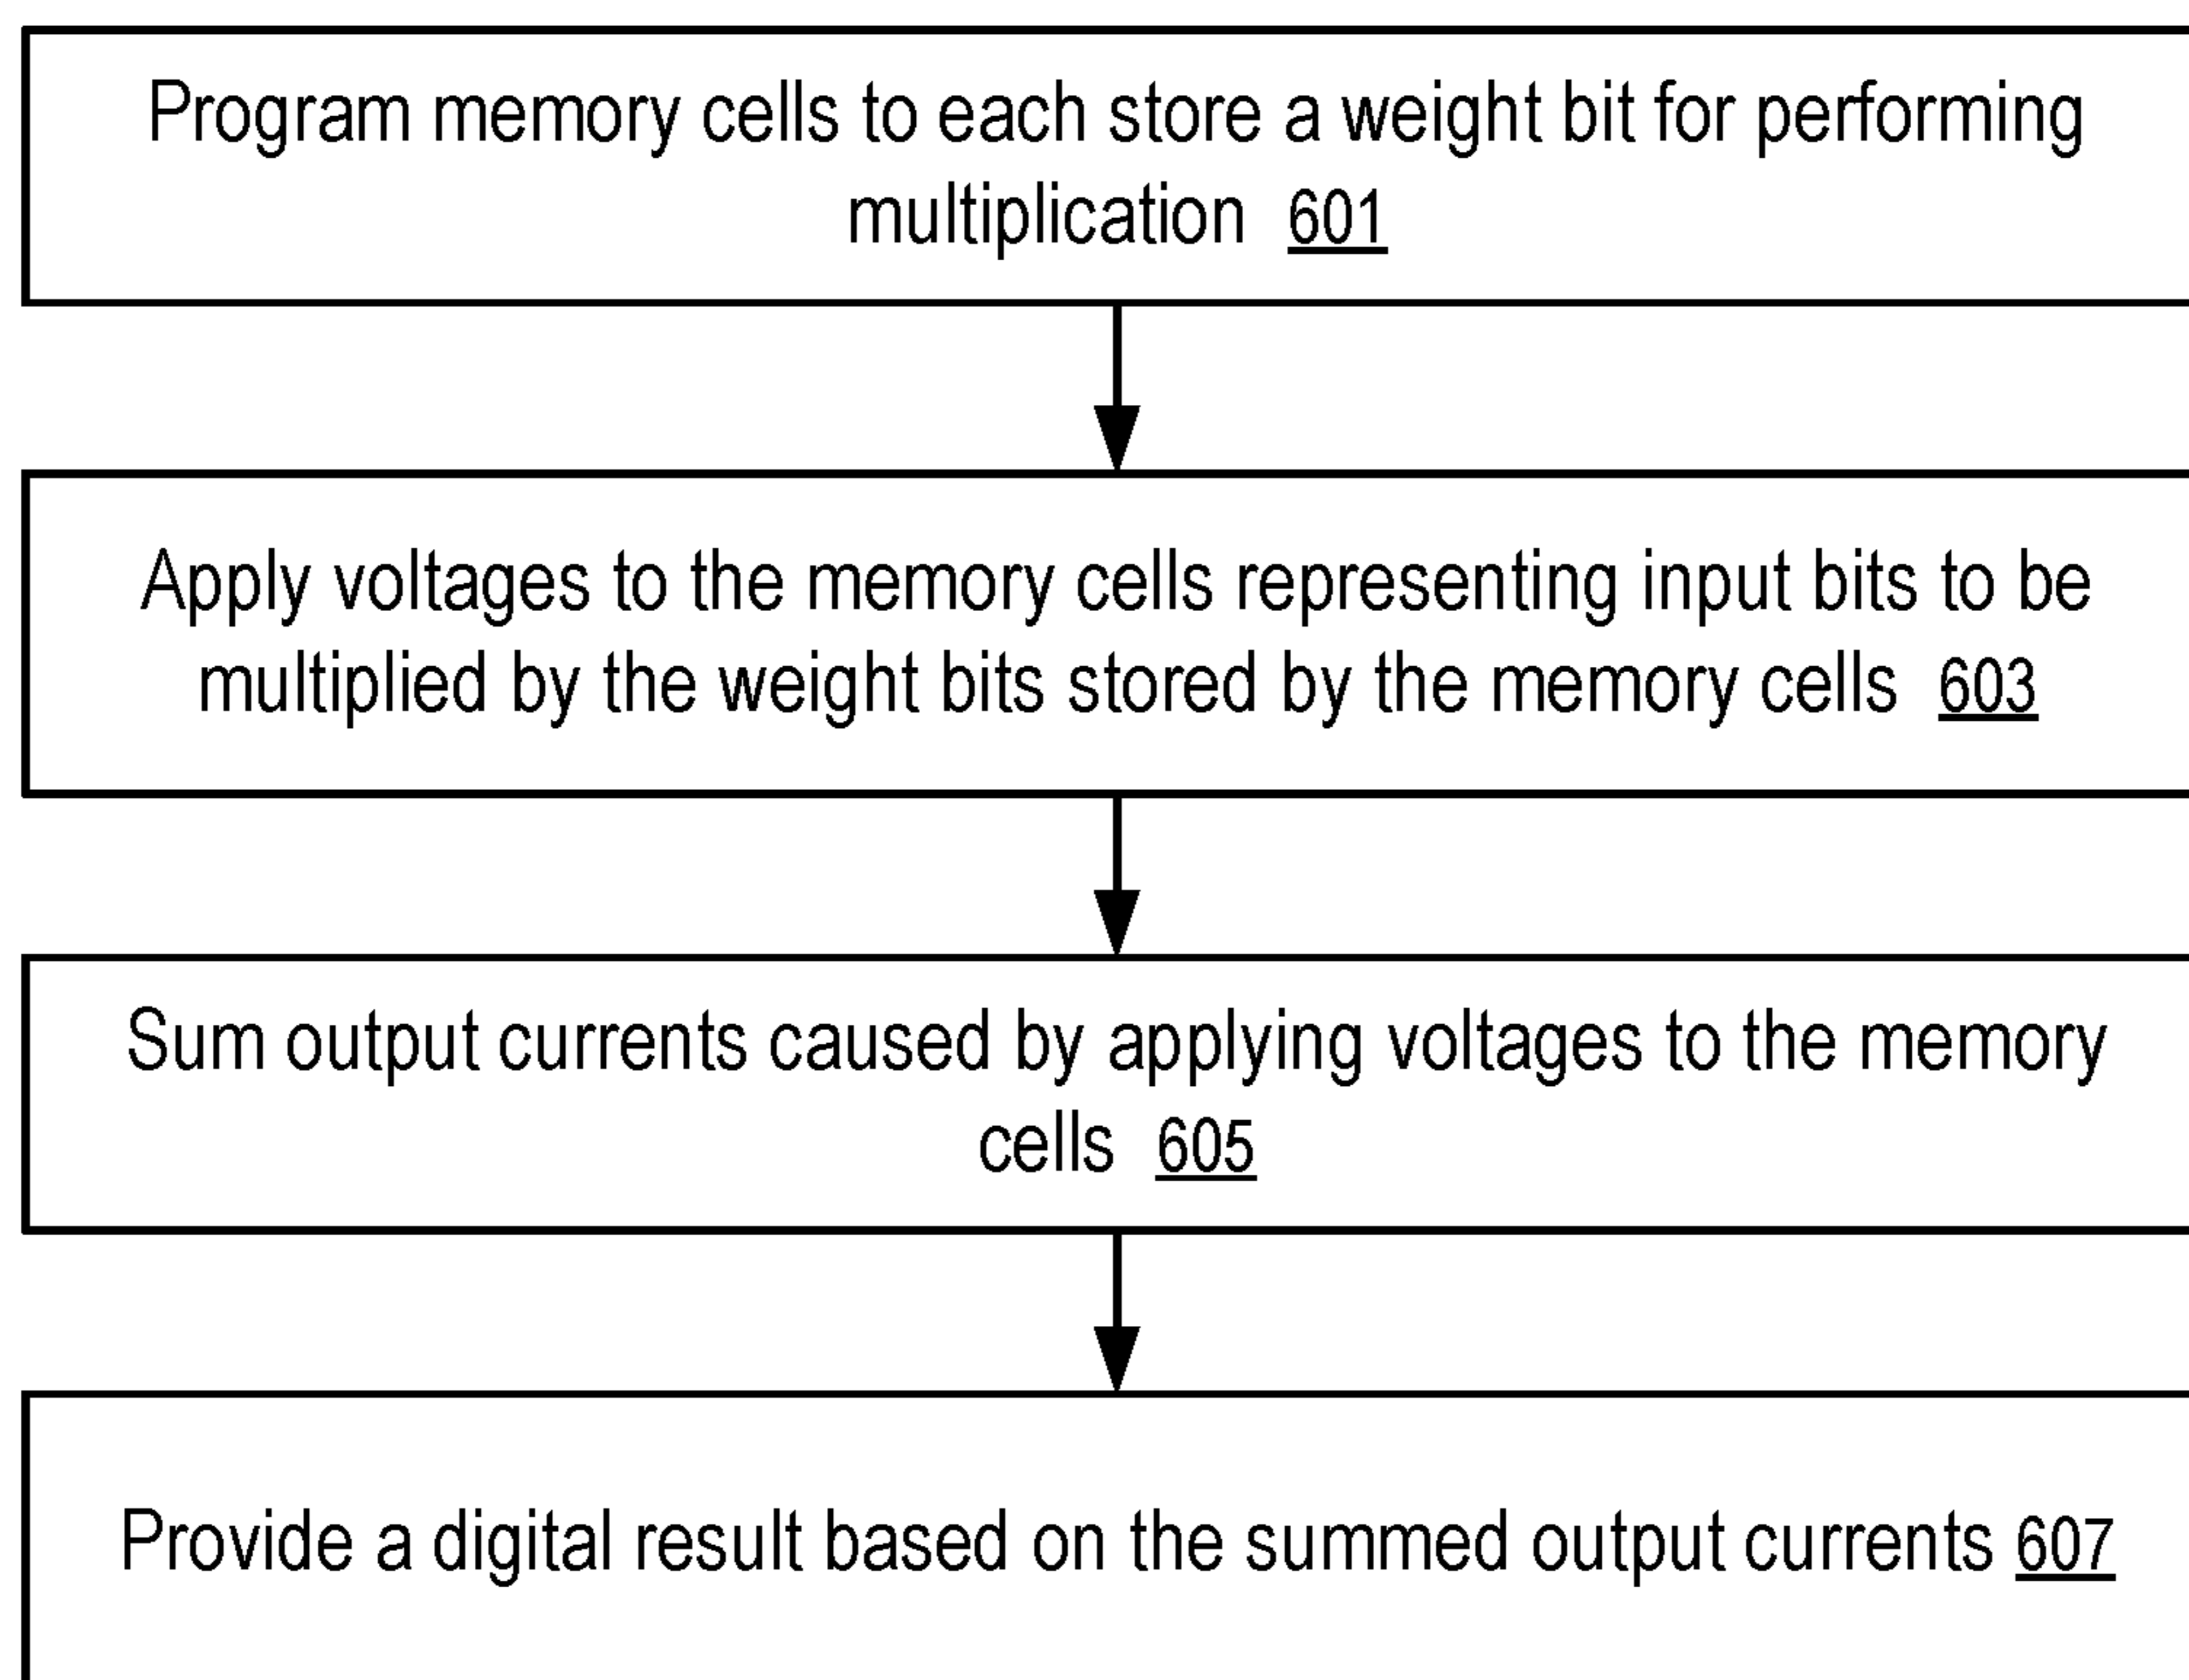 Program memory cells to each store a weight bit for performing
multiplication 601
Apply voltages to the memory cells representing input bits to be
multiplied by the weight bits stored by the memory cells 603
Sum output currents caused by applying voltages to the memory
cells 605
Provide a digital result based on the summed output currents 607